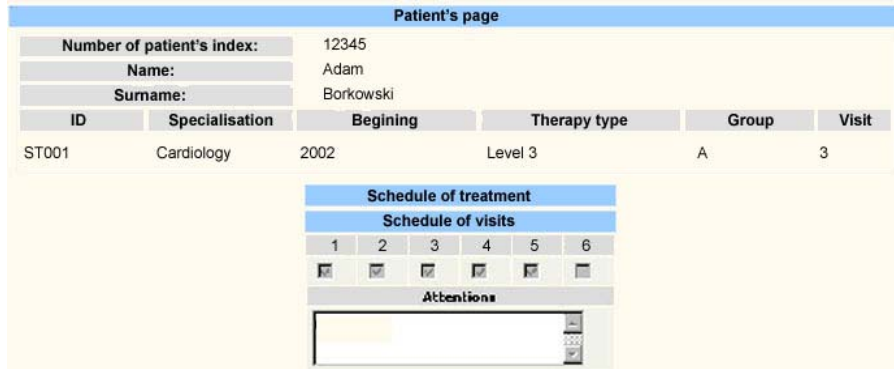 Patient's page
Number of patient's index: 12345
Name: Adam
Surname: Borkowski
ID Specialisation Begining Therapy type Group Visit
ST001 Cardiology 2002 Level 3 A 3
Schedule of treatment
Schedule of visits
1 2 3 4 5 6
Attentions